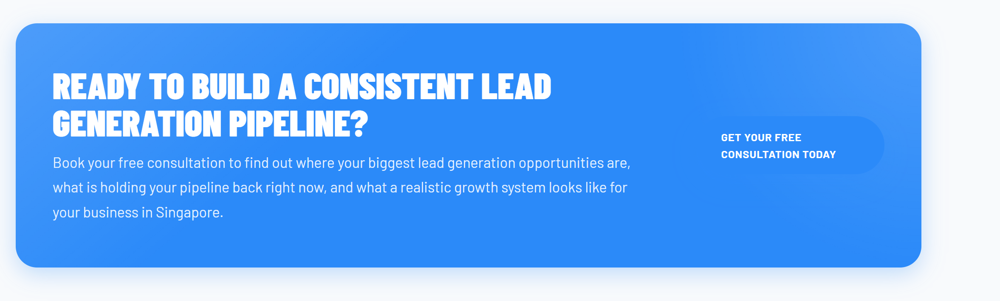 READY TO BUILD A CONSISTENT LEAD
GENERATION PIPELINE?
Book your free consultation to find out where your biggest lead generation opportunities are,
what is holding your pipeline back right now, and what a realistic growth system looks like for
your business in Singapore.
GET YOUR FREE
CONSULTATION TODAY